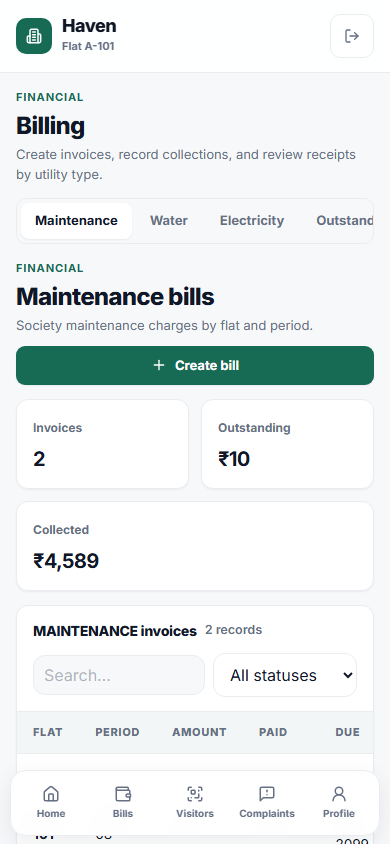 Haven
Flat A-101
FINANCIAL
Billing
Create invoices, record collections, and review receipts
by utility type.
Maintenance Water Electricity Outstand
FINANCIAL
Maintenance bills
Society maintenance charges by flat and period.
+ Create bill
Invoices Outstanding
2 ₹10
Collected
₹4,589
MAINTENANCE invoices 2 records
Search... All statuses
FLAT PERIOD AMOUNT PAID DUE
Home Bills Visitors Complaints Profile